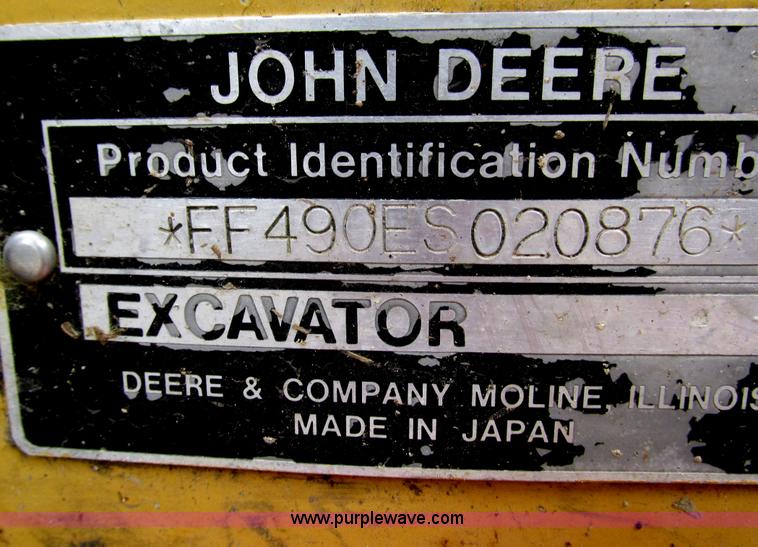 JOHN DEERE
Product Identification Numb
*FF490ES020876*
EXCAVATOR
DEERE & COMPANY MOLINE, ILLINOIS
MADE IN JAPAN
www.purplewave.com